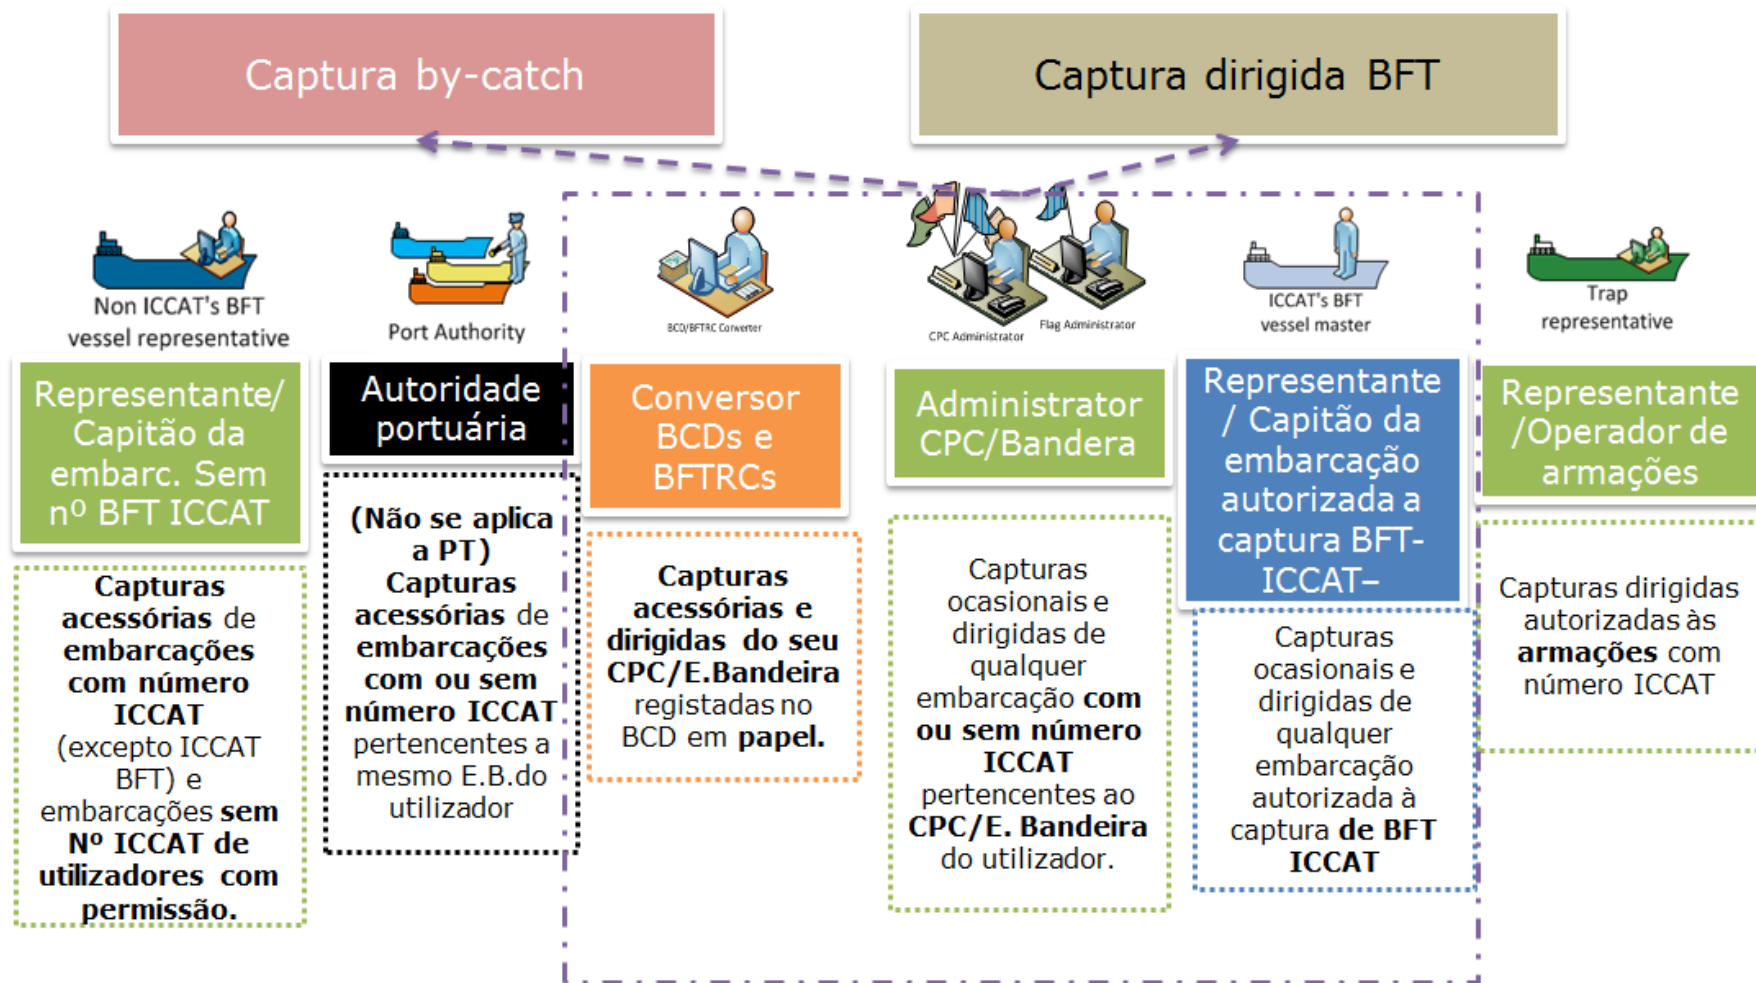 Captura by-catch
Captura dirigida BFT
Non ICCAT's BFT
vessel representative
Representante/
Capitão da
embarc. Sem
nº BFT ICCAT
Capturas
acessórias de
embarcações
com número
ICCAT
(excepto ICCAT
BFT) e
embarcações sem
Nº ICCAT de
utilizadores com
permissão.
Port Authority
Autoridade
portuária
(Não se aplica
a PT)
Capturas
acessórias de
embarcações
com ou sem
número ICCAT
pertencentes a
mesmo E.B.do
utilizador
BCD/BFTRC Converter
Conversor
BCDs e
BFTRCs
Capturas
acessórias e
dirigidas do seu
CPC/E.Bandeira
registadas no
BCD em papel.
CPC Administrator
Flag Administrator
Administrator
CPC/Bandera
Capturas
ocasionais e
dirigidas de
qualquer
embarcação com
ou sem número
ICCAT
pertencentes ao
CPC/E. Bandeira
do utilizador.
ICCAT's BFT
vessel master
Representante
/ Capitão da
embarcação
autorizada a
captura BFT-
ICCAT–
Capturas
ocasionais e
dirigidas de
qualquer
embarcação
autorizada à
captura de BFT
ICCAT
Trap
representative
Representante
/Operador de
armações
Capturas dirigidas
autorizadas às
armações com
número ICCAT